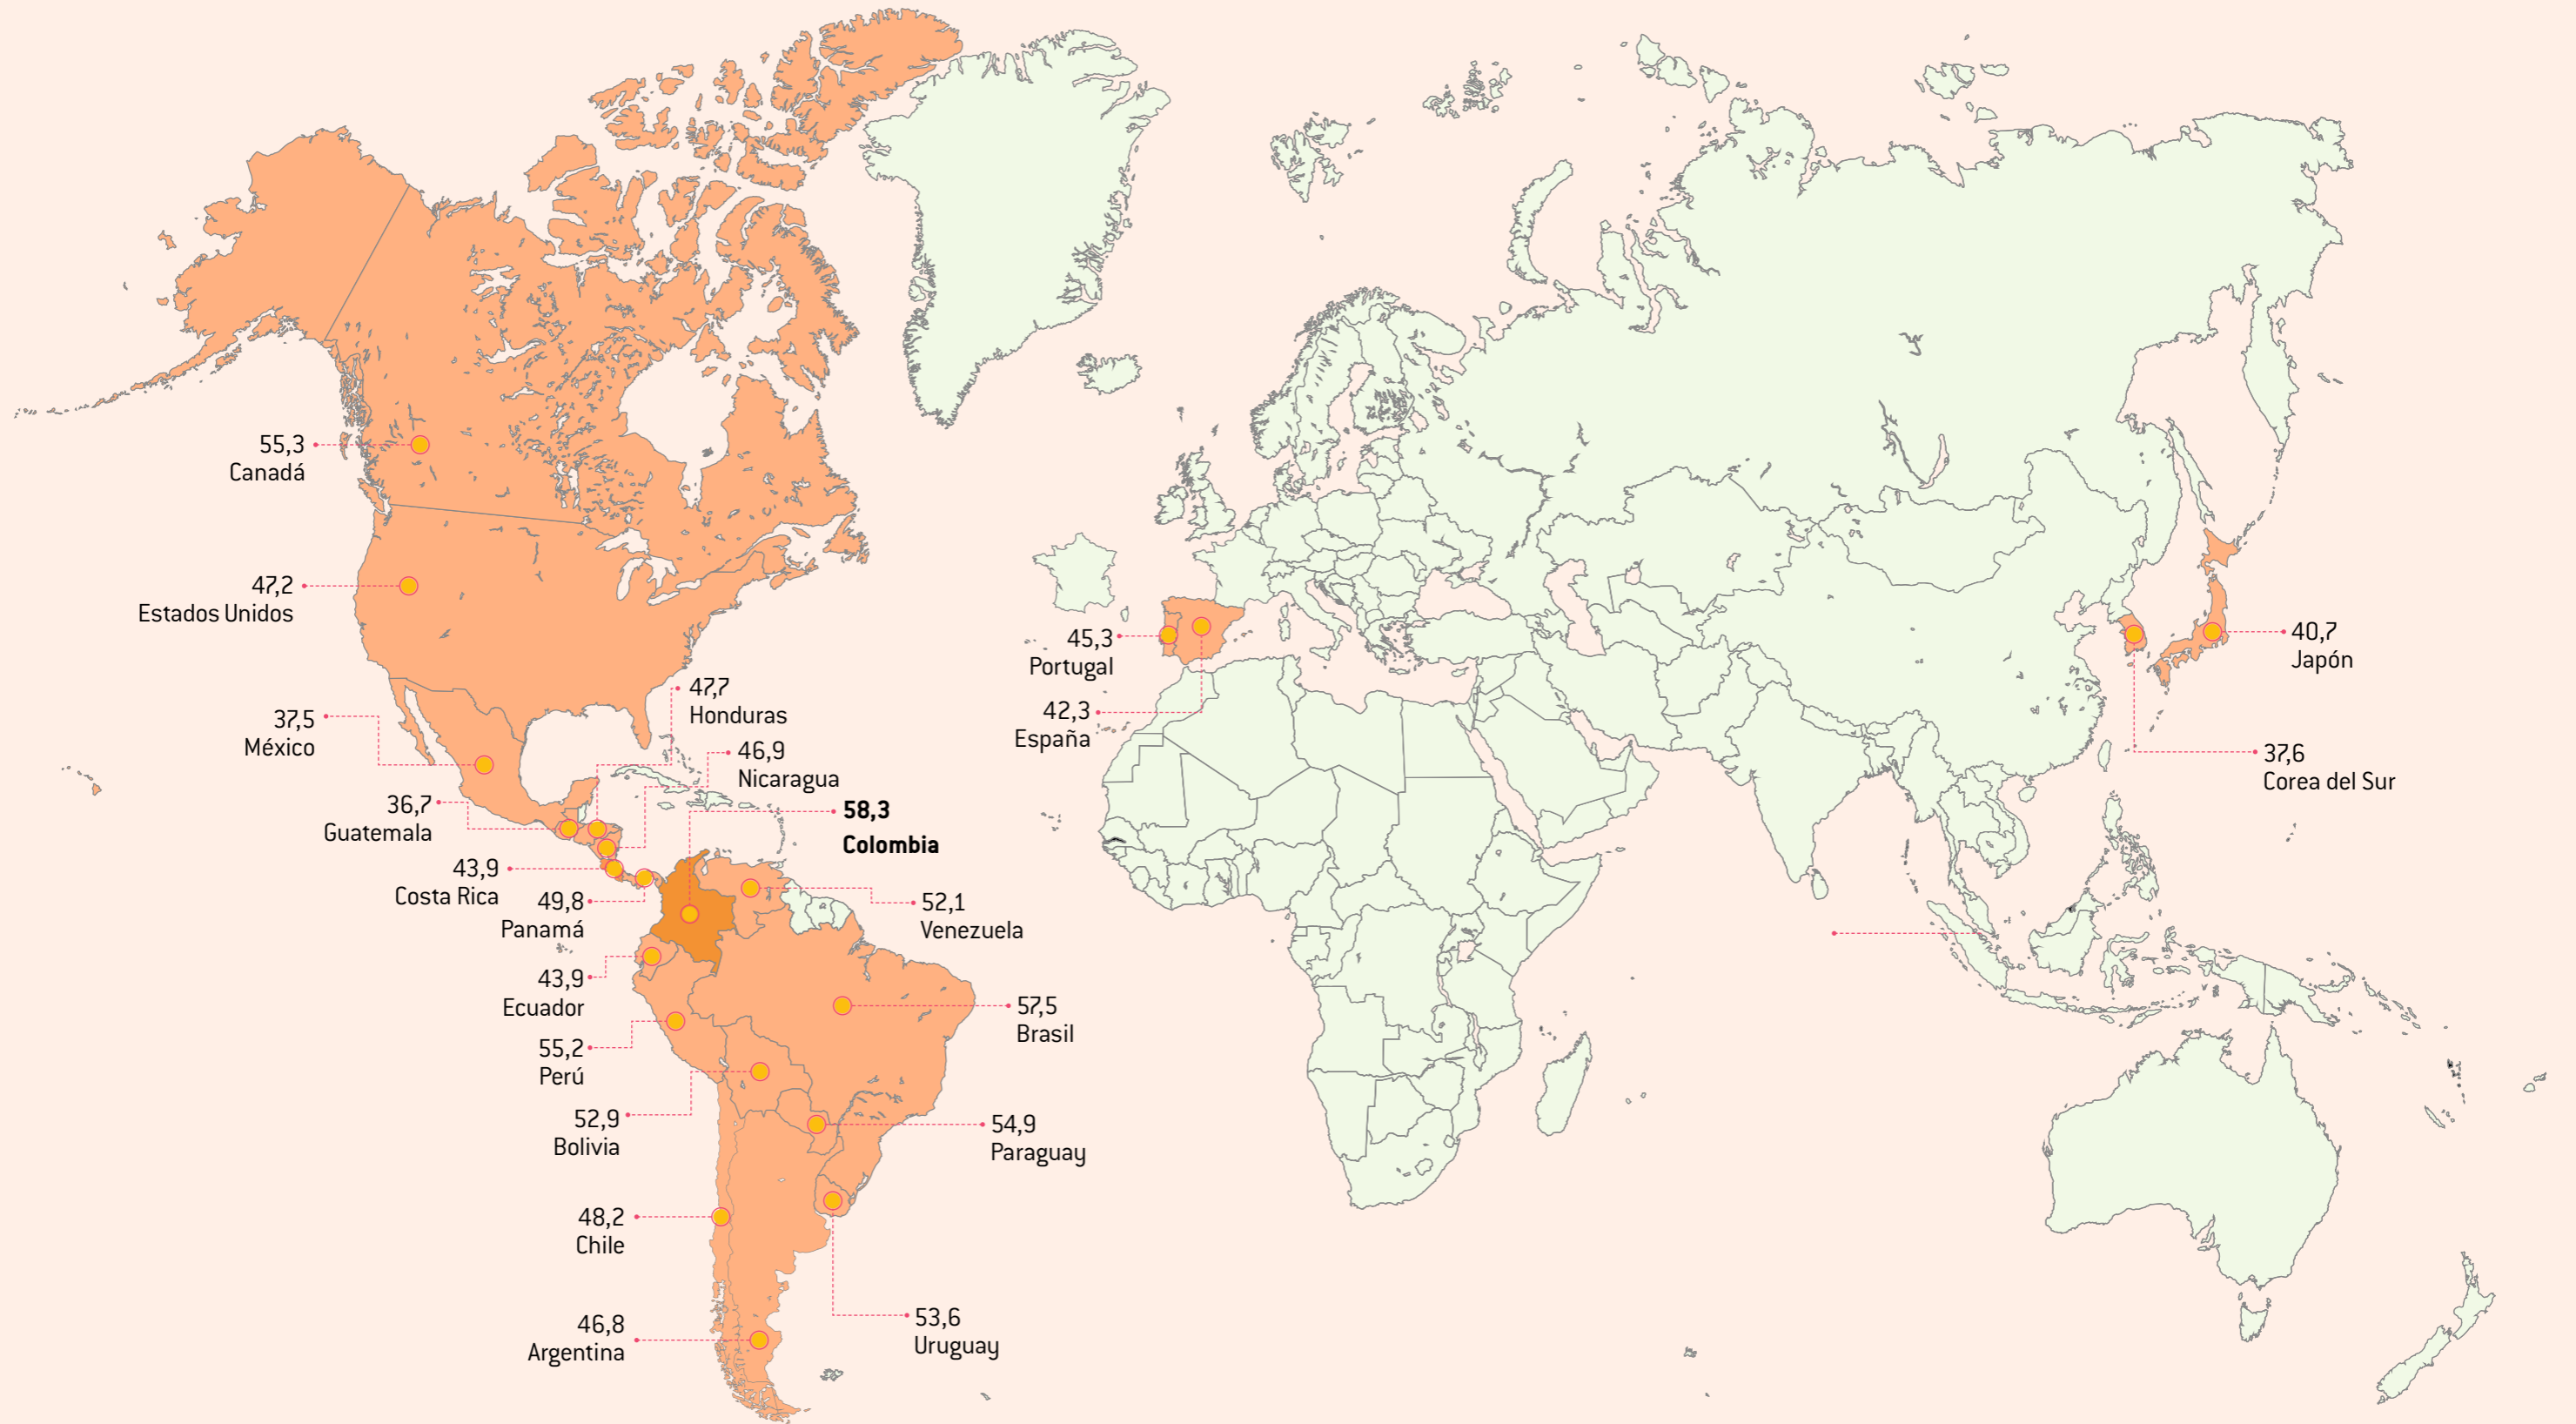 55,3
Canadá
47,2
Estados Unidos
37,5
México
47,7
Honduras
46,9
Nicaragua
36,7
Guatemala
58,3
Colombia
43,9
Costa Rica
49,8
Panamá
52,1
Venezuela
43,9
Ecuador
57,5
Brasil
55,2
Perú
52,9
Bolivia
54,9
Paraguay
48,2
Chile
53,6
Uruguay
46,8
Argentina
45,3
Portugal
42,3
España
40,7
Japón
37,6
Corea del Sur